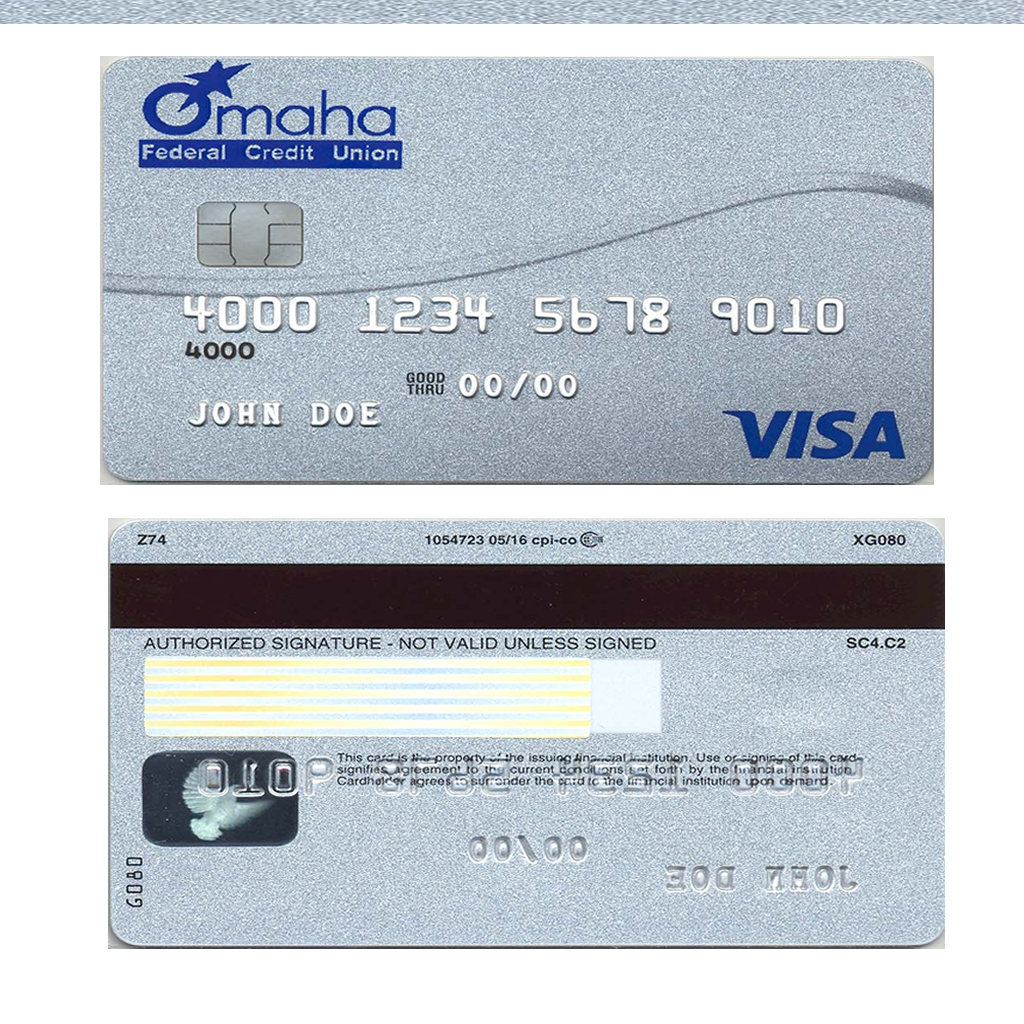 Omaha
Federal Credit Union
4000 1234 5678 9010
4000
GOOD THRU 00/00
JOHN DOE
VISA
Z74 1054723 05/16 cpi-co XG080
AUTHORIZED SIGNATURE - NOT VALID UNLESS SIGNED SC4.C2
This card is the property of the issuing financial institution. Use or signing of this card
signifies agreement to the current conditions set forth by the financial institution.
Cardholder agrees to surrender the card to the financial institution upon demand.
4000 1234 5678 9010
00/00
JOHN DOE
G080